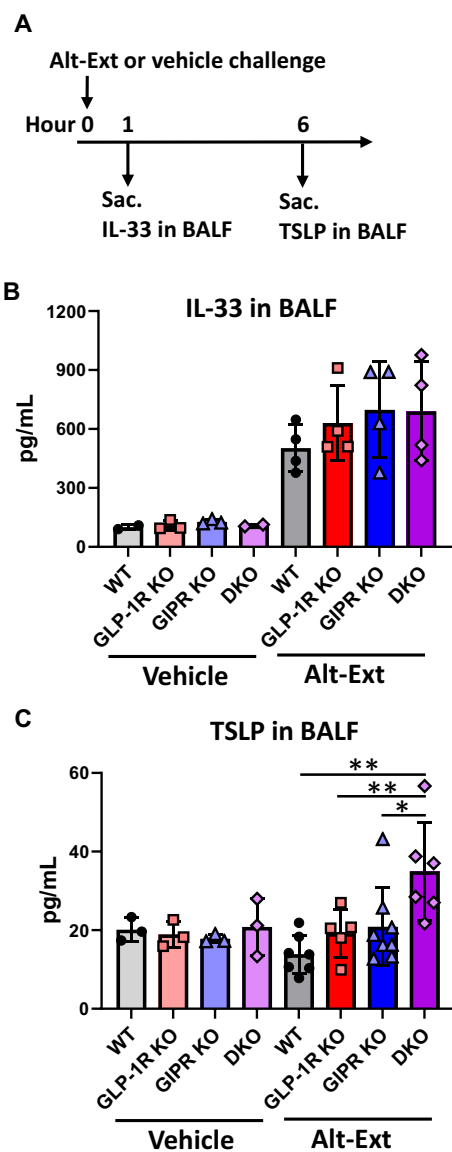 A
Alt-Ext or vehicle challenge
Hour 0 1 6
Sac. Sac.
IL-33 in BALF TSLP in BALF
B
IL-33 in BALF
1200
900
600
300
0
pg/mL
WT GLP-1R KO GIPR KO DKO WT GLP-1R KO GIPR KO DKO
Vehicle Alt-Ext
C
TSLP in BALF
**
**
*
60
40
20
0
pg/mL
WT GLP-1R KO GIPR KO DKO WT GLP-1R KO GIPR KO DKO
Vehicle Alt-Ext